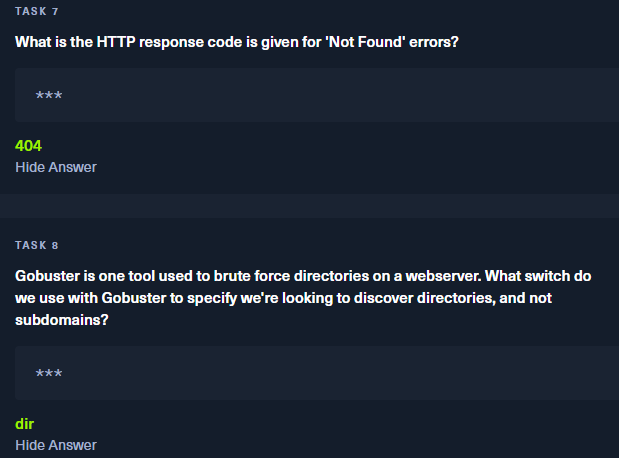 TASK 7
What is the HTTP response code is given for 'Not Found' errors?
***
404
Hide Answer
TASK 8
Gobuster is one tool used to brute force directories on a webserver. What switch do
we use with Gobuster to specify we're looking to discover directories, and not
subdomains?
***
dir
Hide Answer